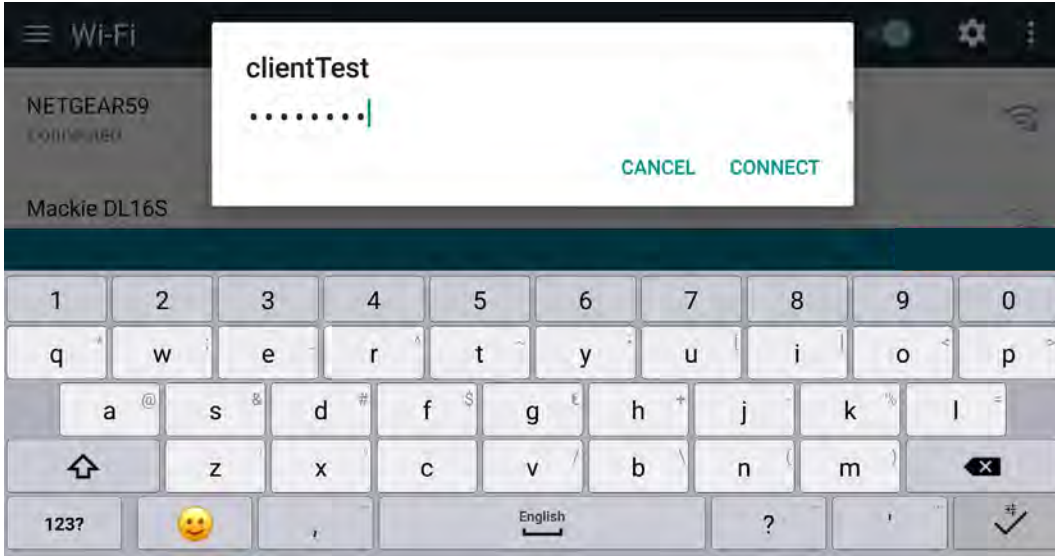 Wi-Fi
clientTest
••••••••
NETGEAR59
Connected
CANCEL CONNECT
Mackie DL16S
1 2 3 4 5 6 7 8 9 0
q w e r t y u i o p
a @ s & d # f $ g £ h + j k % l =
z x c v / b \ n ( m )
123? , English ? '